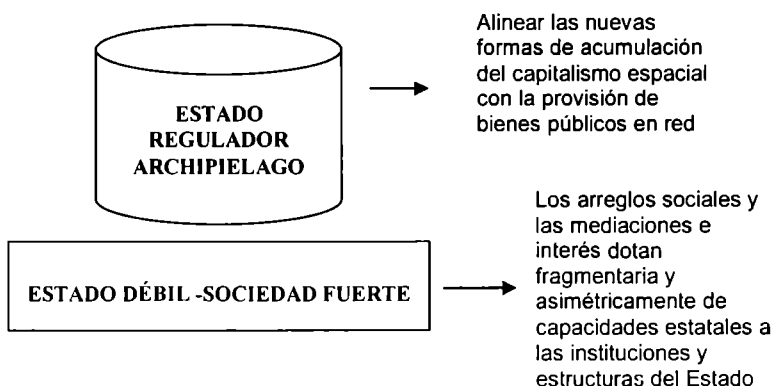 Alinear las nuevas
formas de acumulación
del capitalismo espacial
con la provisión de
bienes públicos en red
ESTADO
REGULADOR
ARCHIPIELAGO
Los arreglos sociales y
las mediaciones e
interés dotan
fragmentaria y
asimétricamente de
capacidades estatales a
las instituciones y
estructuras del Estado
ESTADO DÉBIL -SOCIEDAD FUERTE